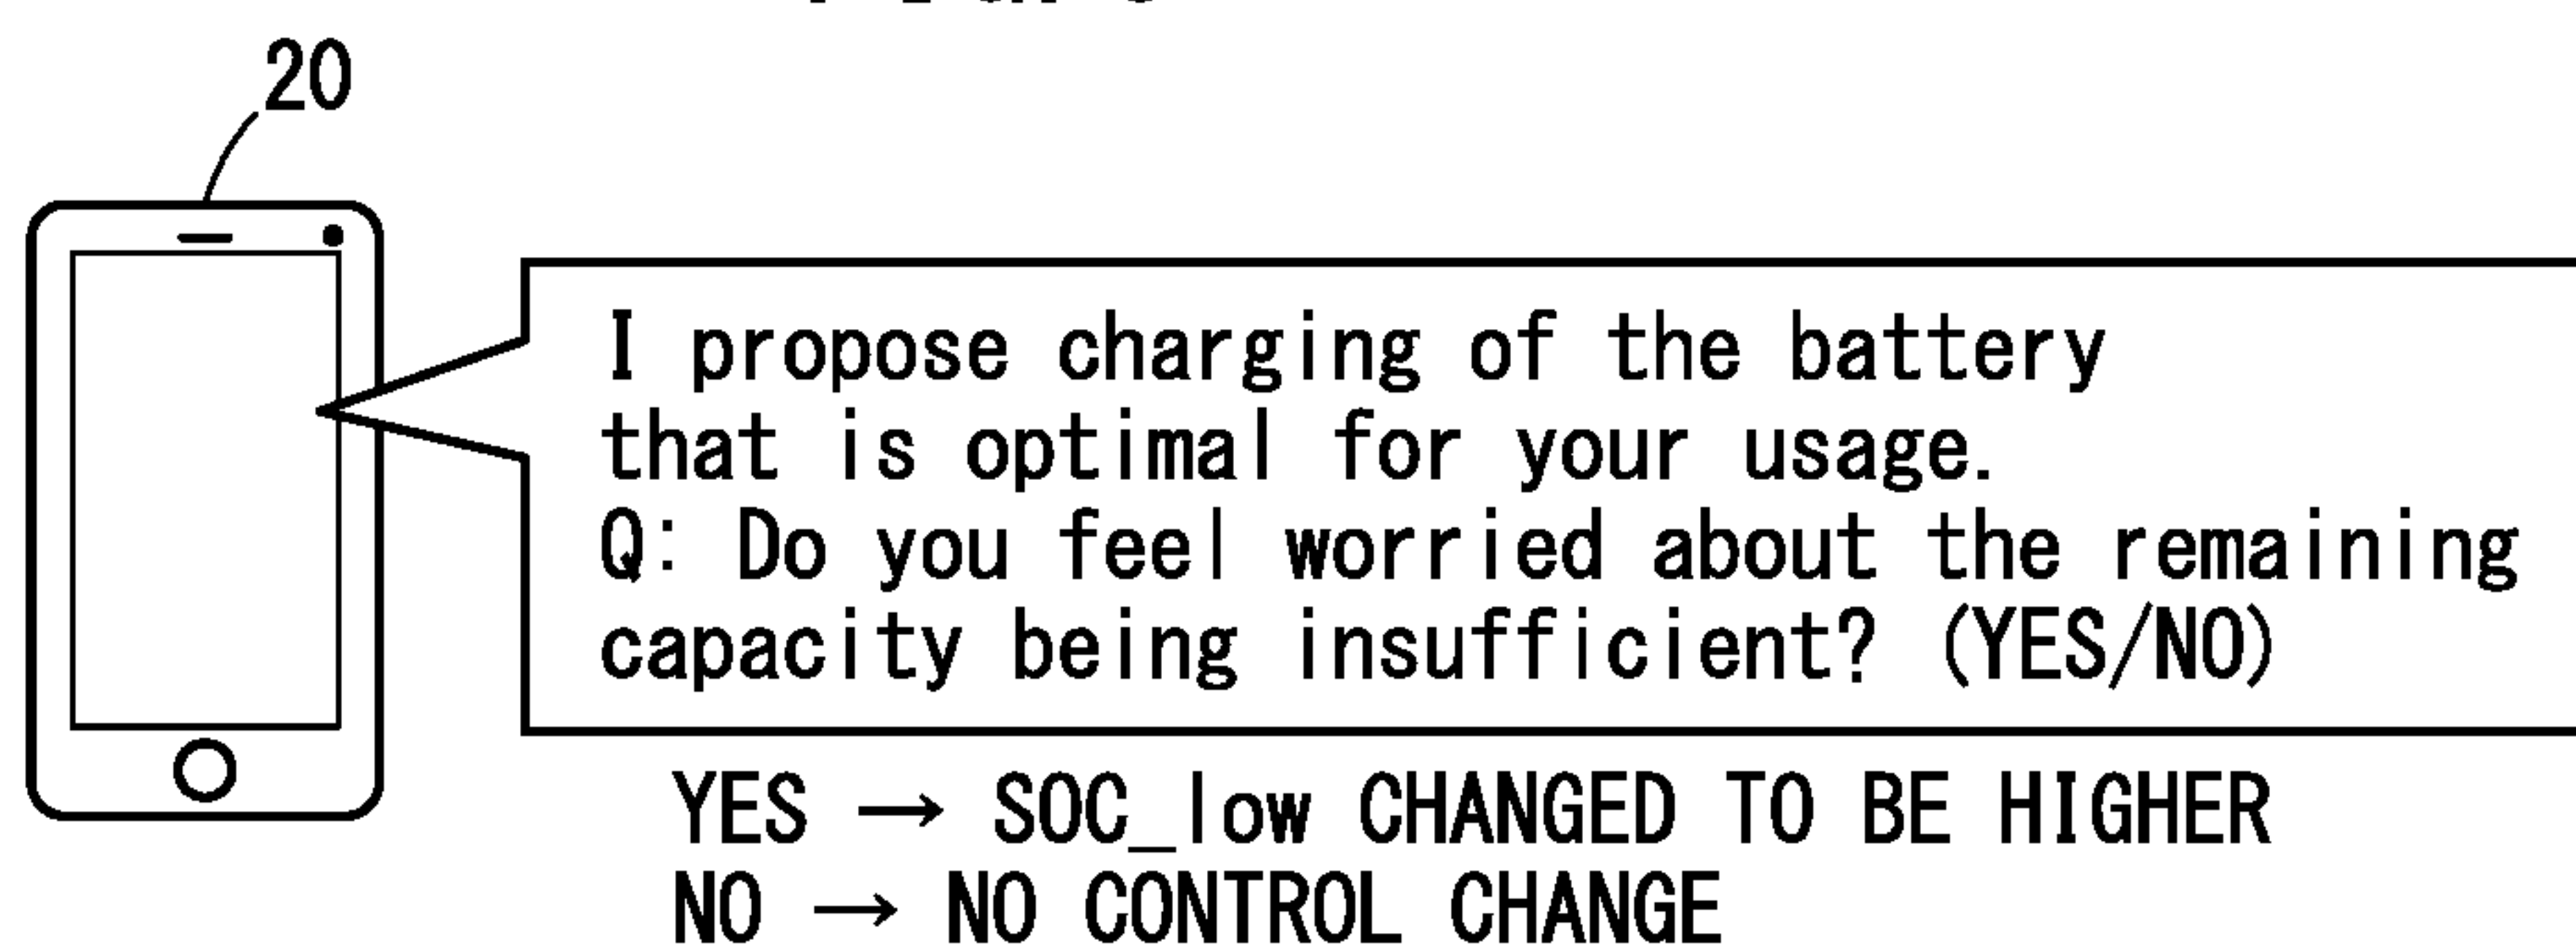 20
I propose charging of the battery
that is optimal for your usage.
Q: Do you feel worried about the remaining
capacity being insufficient? (YES/NO)
YES → SOC_low CHANGED TO BE HIGHER
NO → NO CONTROL CHANGE